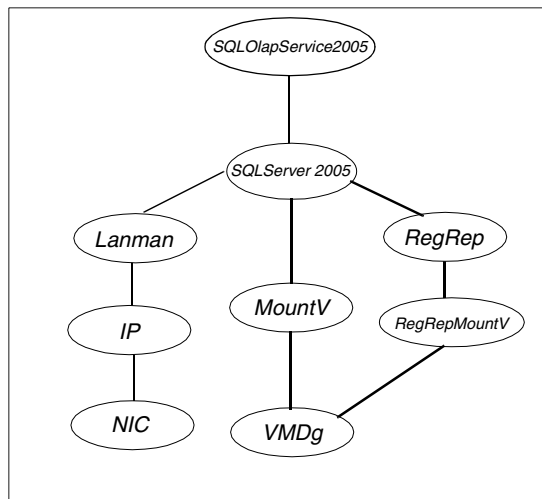 SQLOlapService2005
SQLServer 2005
Lanman
RegRep
IP
MountV
RegRepMountV
NIC
VMDg